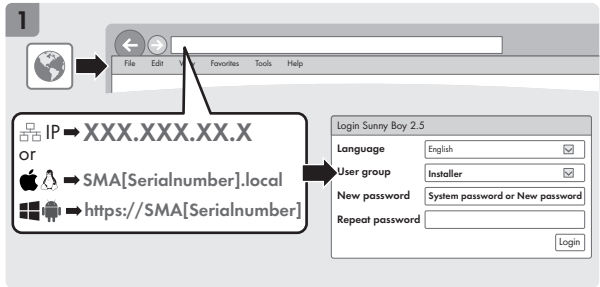 1
File Edit View Favorites Tools Help
IP XXX.XXX.XX.X
or
SMA[Serialnumber].local
https://SMA[Serialnumber]
Login Sunny Boy 2.5
Language English
User group Installer
New password System password or New password
Repeat password
Login